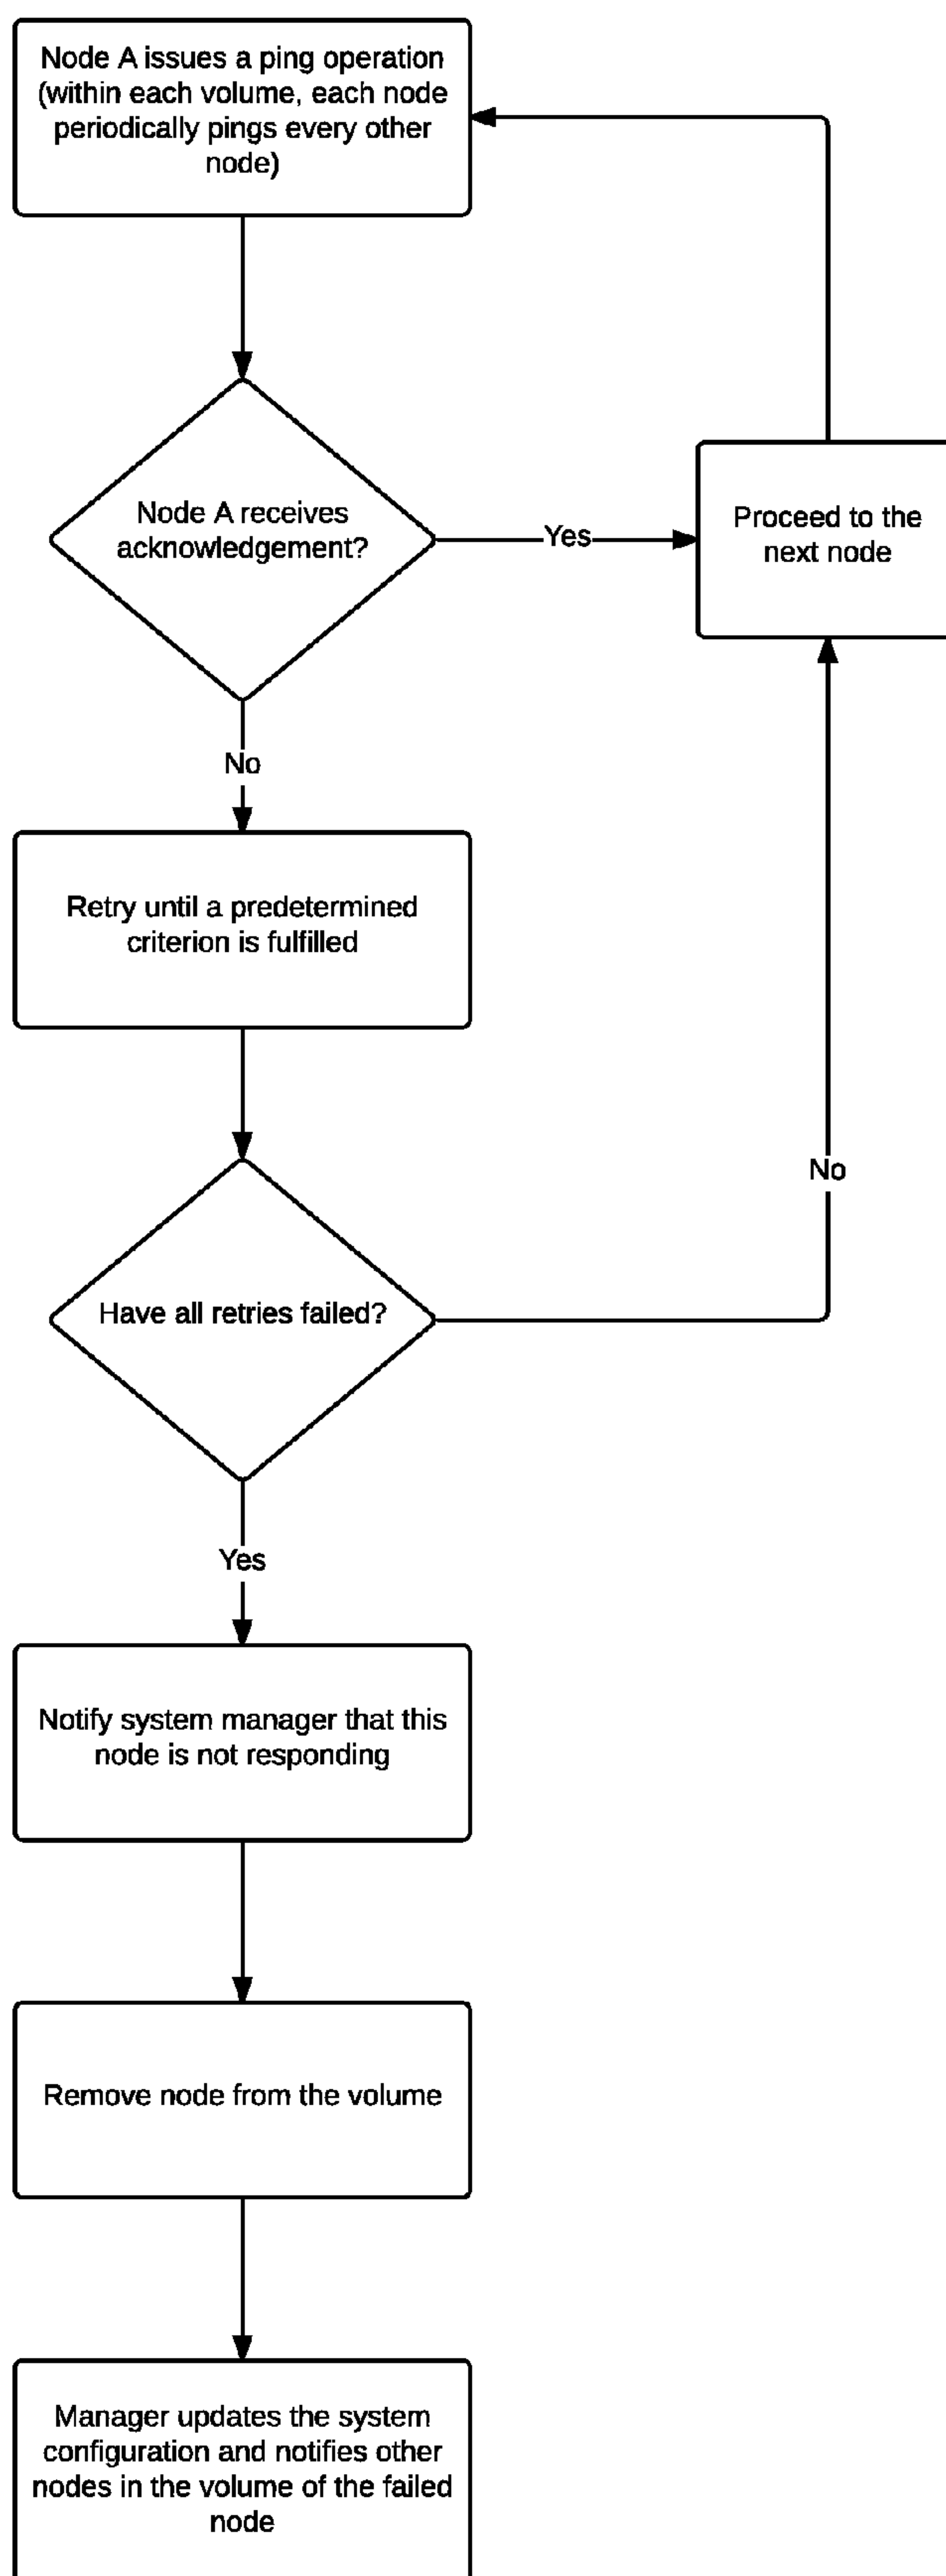 Node A issues a ping operation
(within each volume, each node
periodically pings every other
node)
Node A receives
acknowledgement?
Yes
Proceed to the
next node
No
Retry until a predetermined
criterion is fulfilled
No
Have all retries failed?
Yes
Notify system manager that this
node is not responding
Remove node from the volume
Manager updates the system
configuration and notifies other
nodes in the volume of the failed
node